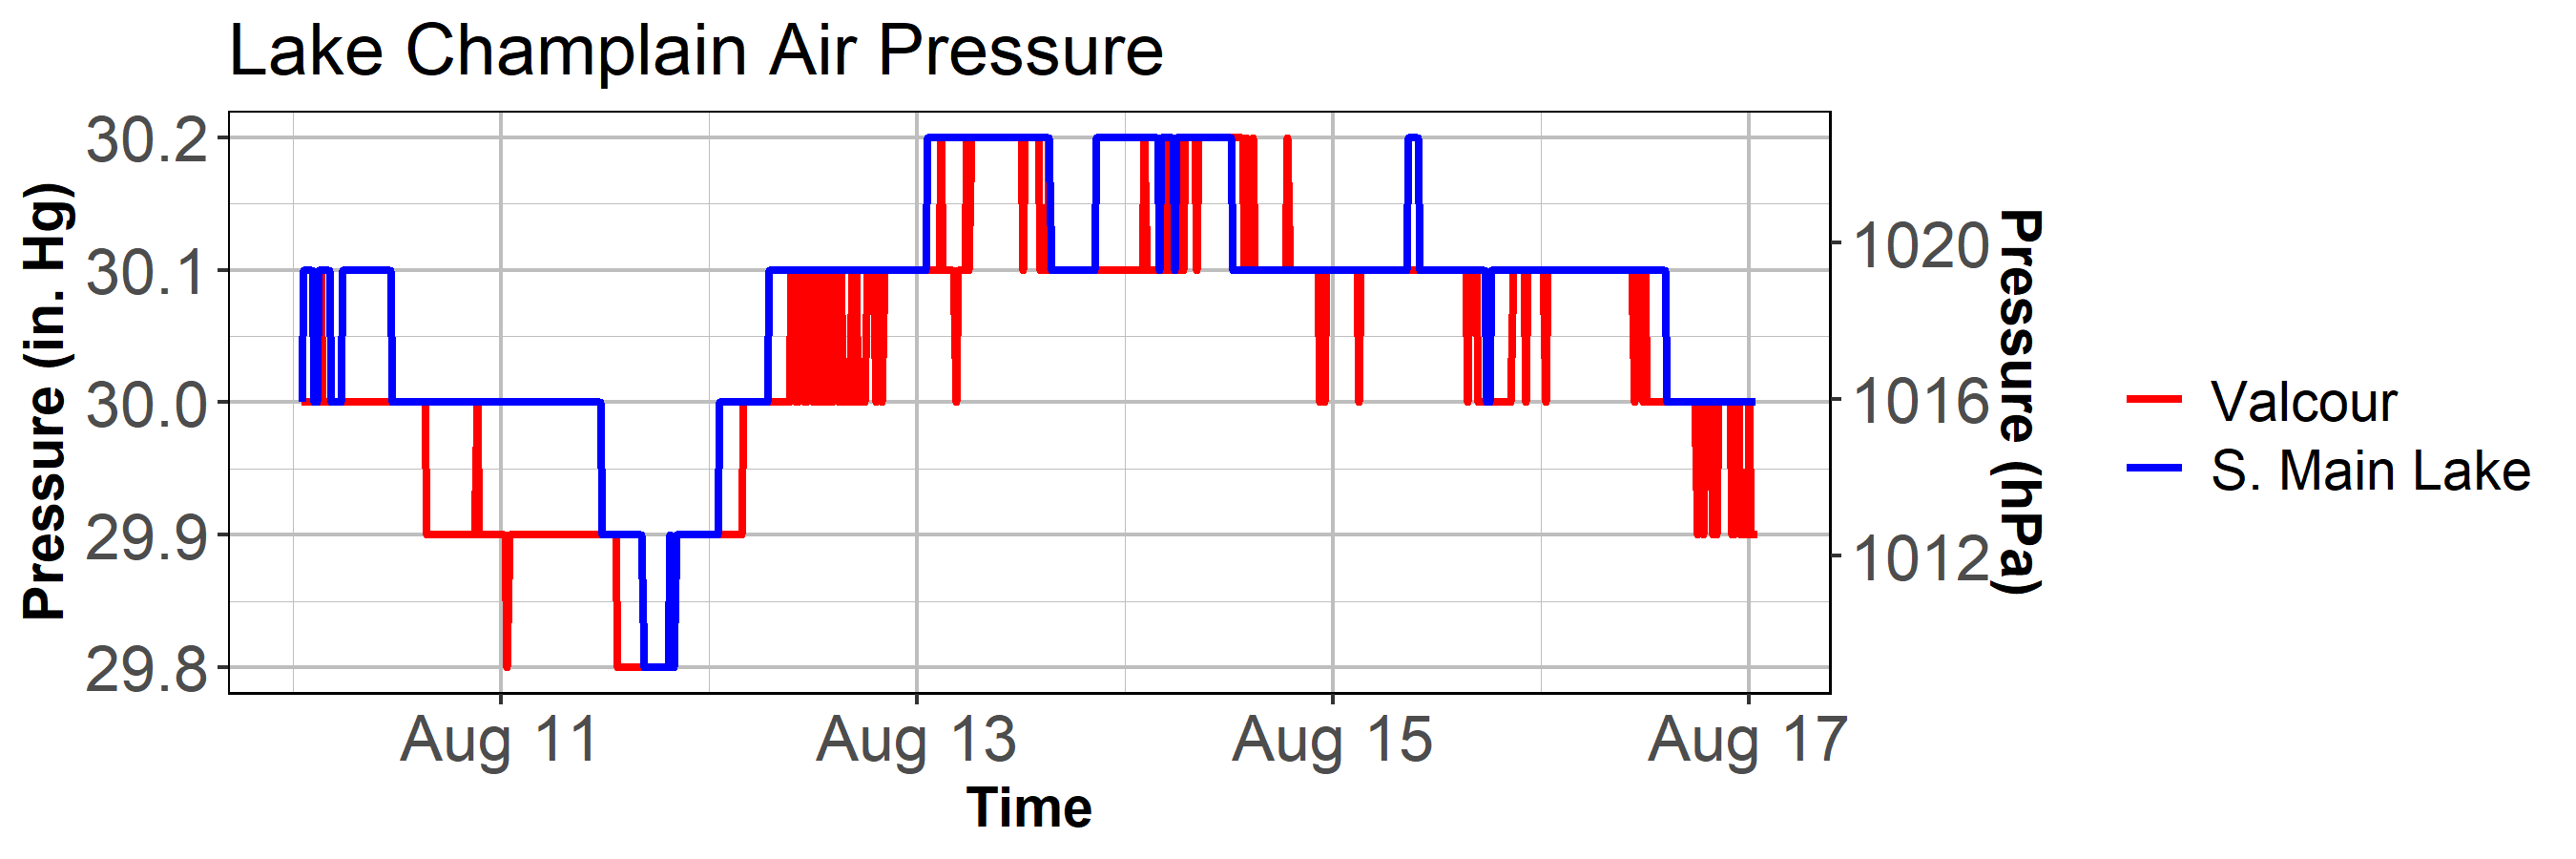 Lake Champlain Air Pressure
30.2
30.1
30.0
29.9
29.8
Pressure (in. Hg)
1020
1016
1012
Pressure (hPa)
Aug 11
Aug 13
Aug 15
Aug 17
Time
Valcour
S. Main Lake